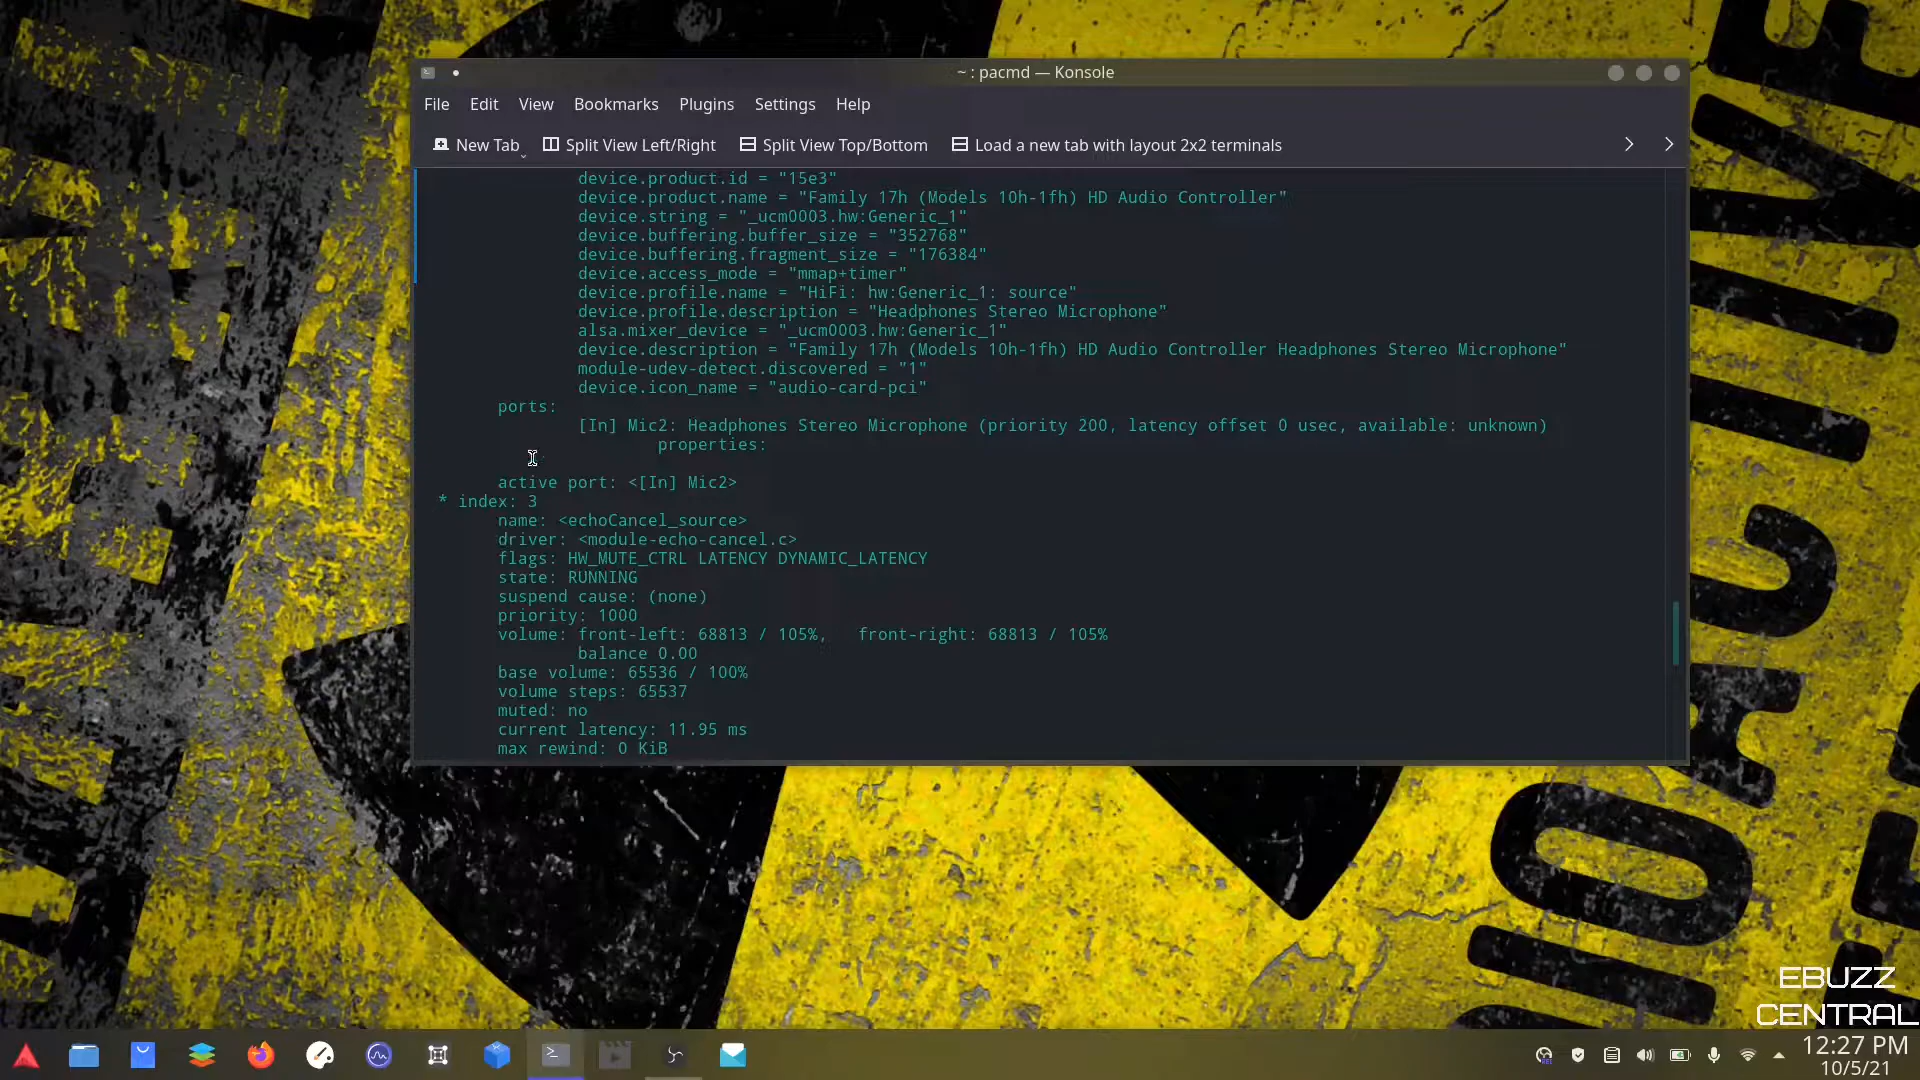 ~ : pacmd — Konsole
File Edit View Bookmarks Plugins Settings Help
New Tab Split View Left/Right Split View Top/Bottom Load a new tab with layout 2x2 terminals
device.product.id = "15e3"
device.product.name = "Family 17h (Models 10h-1fh) HD Audio Controller"
device.string = "_ucm0003.hw:Generic_1"
device.buffering.buffer_size = "352768"
device.buffering.fragment_size = "176384"
device.access_mode = "mmap+timer"
device.profile.name = "HiFi: hw:Generic_1: source"
device.profile.description = "Headphones Stereo Microphone"
alsa.mixer_device = "_ucm0003.hw:Generic_1"
device.description = "Family 17h (Models 10h-1fh) HD Audio Controller Headphones Stereo Microphone"
module-udev-detect.discovered = "1"
device.icon_name = "audio-card-pci"
ports:
[In] Mic2: Headphones Stereo Microphone (priority 200, latency offset 0 usec, available: unknown)
properties:
active port: <[In] Mic2>
* index: 3
name: <echoCancel_source>
driver: <module-echo-cancel.c>
flags: HW_MUTE_CTRL LATENCY DYNAMIC_LATENCY
state: RUNNING
suspend cause: (none)
priority: 1000
volume: front-left: 68813 / 105%, front-right: 68813 / 105%
balance 0.00
base volume: 65536 / 100%
volume steps: 65537
muted: no
current latency: 11.95 ms
max rewind: 0 KiB
EBUZZ
CENTRAL
12:27 PM
10/5/21